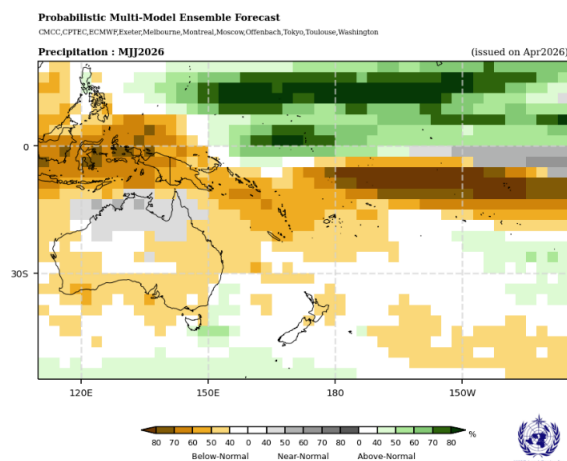 Probabilistic Multi-Model Ensemble Forecast
CMCC,CPTEC,ECMWF,Exeter,Melbourne,Montreal,Moscow,Offenbach,Tokyo,Toulouse,Washington
Precipitation : MJJ2026 (issued on Apr2026)
0
30S
120E 150E 180 150W
80 70 60 50 40 0 40 50 60 70 80 0 40 50 60 70 80 %
Below-Normal Near-Normal Above-Normal